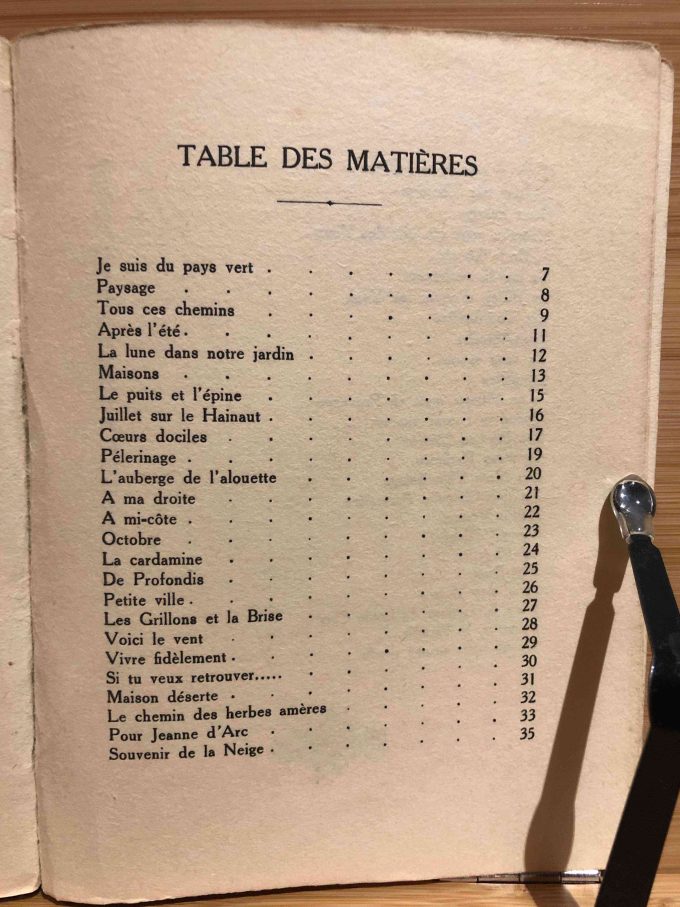 TABLE DES MATIÈRES
Je suis du pays vert . . . . . . . 7
Paysage . . . . . . . . . 8
Tous ces chemins . . . . . . . 9
Après l'été . . . . . . . . . 11
La lune dans notre jardin . . . . . . 12
Maisons . . . . . . . . . 13
Le puits et l'épine . . . . . . . 15
Juillet sur le Hainaut . . . . . . . 16
Cœurs dociles . . . . . . . . 17
Pélerinage . . . . . . . . . 19
L'auberge de l'alouette . . . . . . 20
A ma droite . . . . . . . . 21
A mi-côte . . . . . . . . . 22
Octobre . . . . . . . . . 23
La cardamine . . . . . . . . 24
De Profondis . . . . . . . . 25
Petite ville . . . . . . . . . 26
Les Grillons et la Brise . . . . . . 27
Voici le vent . . . . . . . . 28
Vivre fidèlement . . . . . . . . 29
Si tu veux retrouver..... . . . . . . 30
Maison déserte . . . . . . . . 31
Le chemin des herbes amères . . . . . 32
Pour Jeanne d'Arc . . . . . . . 33
Souvenir de la Neige . . . . . . . 35